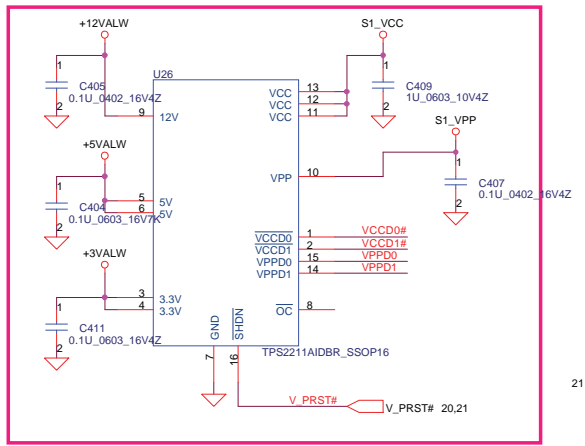 +12VALW
S1_VCC
U26
1
C405
0.1U_0402_16V4Z
2
9
12V
VCC
13
VCC
12
VCC
11
1
C409
1U_0603_10V4Z
2
S1_VPP
+5VALW
VPP
10
1
C407
0.1U_0402_16V4Z
2
1
C404
0.1U_0603_16V7K
2
5
5V
6
5V
VCCD0
1
VCCD0#
VCCD1
2
VCCD1#
VPPD0
15
VPPD0
VPPD1
14
VPPD1
+3VALW
3
3.3V
4
3.3V
OC
8
1
C411
0.1U_0603_16V4Z
2
GND
SHDN
7
16
TPS2211AIDBR_SSOP16
V_PRST#
V_PRST# 20,21
21